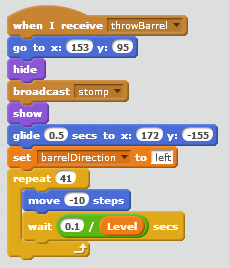 when I receive throwBarrel
go to x: 153 y: 95
hide
broadcast stomp
show
glide 0.5 secs to x: 172 y: -155
set barrelDirection to left
repeat 41
move -10 steps
wait 0.1 / Level secs